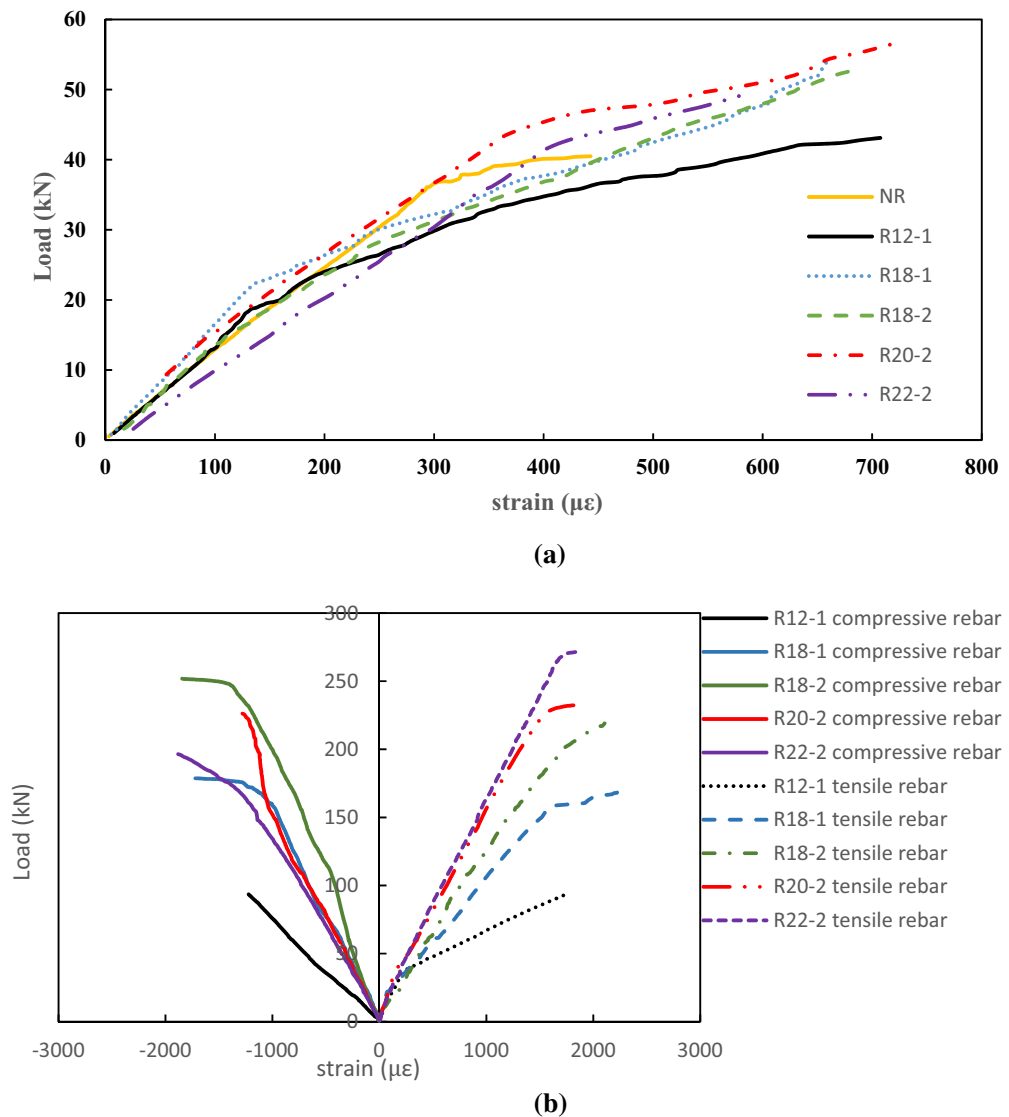 60
50
40
30
20
10
0
Load (kN)
NR
R12-1
R18-1
R18-2
R20-2
R22-2
0 100 200 300 400 500 600 700 800
strain (µε)
(a)
300
250
200
150
100
50
0
Load (kN)
R12-1 compressive rebar
R18-1 compressive rebar
R18-2 compressive rebar
R20-2 compressive rebar
R22-2 compressive rebar
R12-1 tensile rebar
R18-1 tensile rebar
R18-2 tensile rebar
R20-2 tensile rebar
R22-2 tensile rebar
-3000 -2000 -1000 0 1000 2000 3000
strain (µε)
(b)